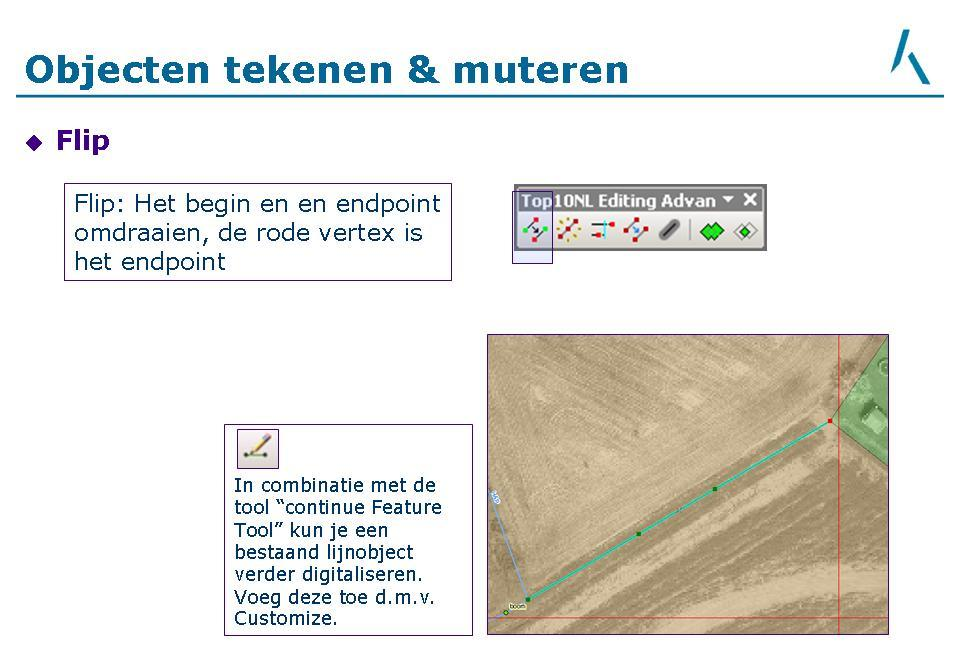 Objecten tekenen & muteren
Flip
Flip: Het begin en en endpoint
omdraaien, de rode vertex is
het endpoint
Top10NL Editing Advan
In combinatie met de
tool “continue Feature
Tool” kun je een
bestaand lijnobject
verder digitaliseren.
Voeg deze toe d.m.v.
Customize.
boom